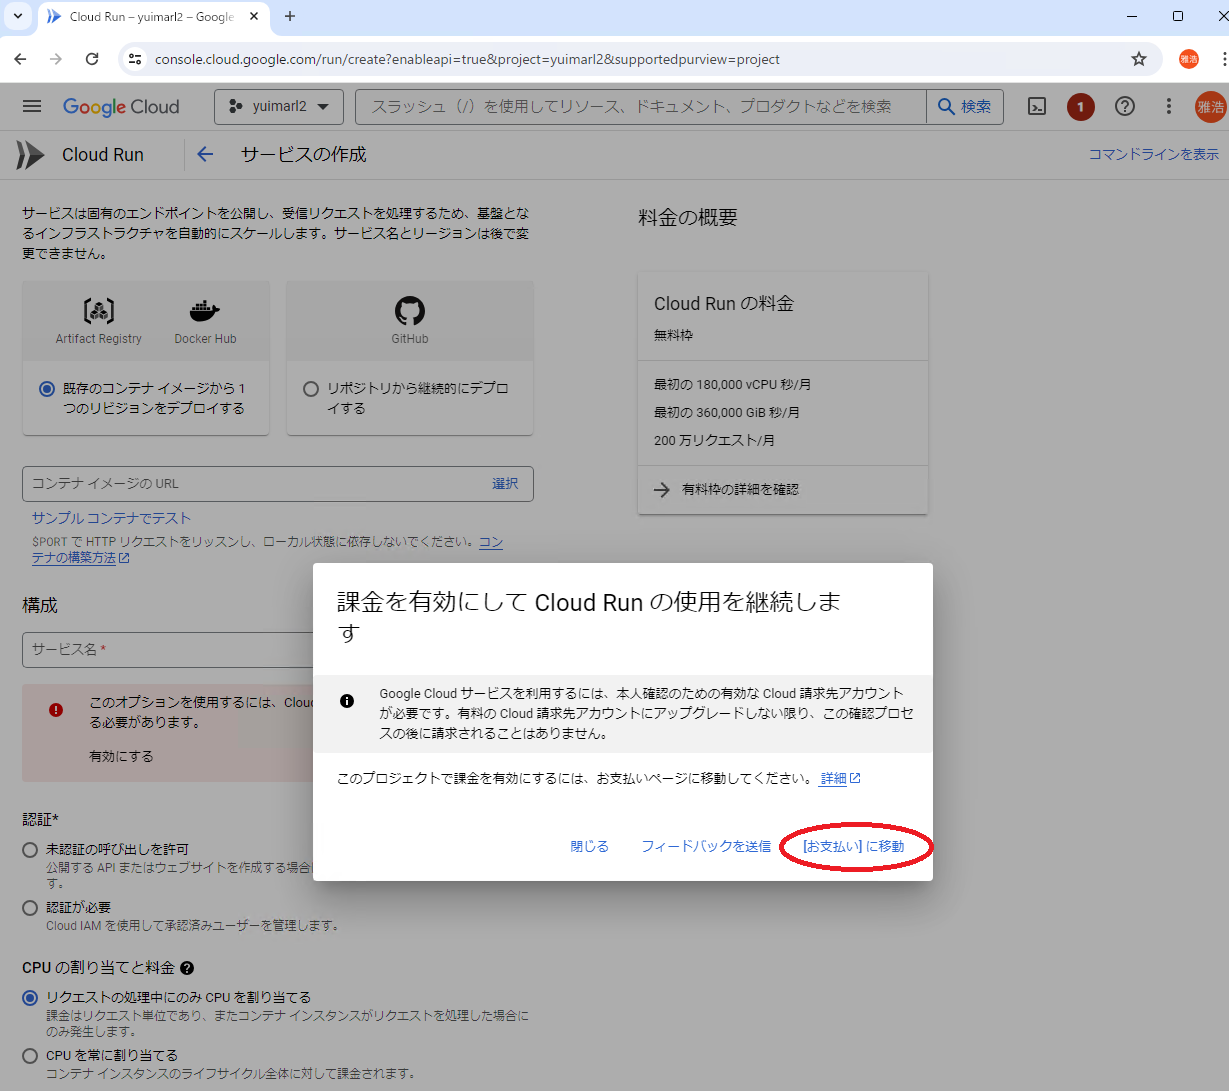 Cloud Run – yuimarl2 – Google
console.cloud.google.com/run/create?enableapi=true&project=yuimarl2&supportedpurview=project
雅浩
Google Cloud
yuimarl2
スラッシュ（/）を使用してリソース、ドキュメント、プロダクトなどを検索
検索
1
雅浩
Cloud Run
サービスの作成
コマンドラインを表示
サービスは固有のエンドポイントを公開し、受信リクエストを処理するため、基盤とな
るインフラストラクチャを自動的にスケールします。サービス名とリージョンは後で変
更できません。
Artifact Registry
Docker Hub
GitHub
既存のコンテナ イメージから 1
つのリビジョンをデプロイする
リポジトリから継続的にデプロ
イする
コンテナ イメージの URL
選択
サンプル コンテナでテスト
$PORT で HTTP リクエストをリッスンし、ローカル状態に依存しないでください。コン
テナの構築方法
構成
サービス名 *
このオプションを使用するには、Clou
る必要があります。
有効にする
認証*
未認証の呼び出しを許可
公開する API またはウェブサイトを作成する場合
す。
認証が必要
Cloud IAM を使用して承認済みユーザーを管理します。
CPU の割り当てと料金
リクエストの処理中にのみ CPU を割り当てる
課金はリクエスト単位であり、またコンテナ インスタンスがリクエストを処理した場合に
のみ発生します。
CPU を常に割り当てる
コンテナ インスタンスのライフサイクル全体に対して課金されます。
料金の概要
Cloud Run の料金
無料枠
最初の 180,000 vCPU 秒/月
最初の 360,000 GiB 秒/月
200 万リクエスト/月
有料枠の詳細を確認
課金を有効にして Cloud Run の使用を継続しま
す
Google Cloud サービスを利用するには、本人確認のための有効な Cloud 請求先アカウント
が必要です。有料の Cloud 請求先アカウントにアップグレードしない限り、この確認プロセ
スの後に請求されることはありません。
このプロジェクトで課金を有効にするには、お支払いページに移動してください。 詳細
閉じる
フィードバックを送信
[お支払い] に移動